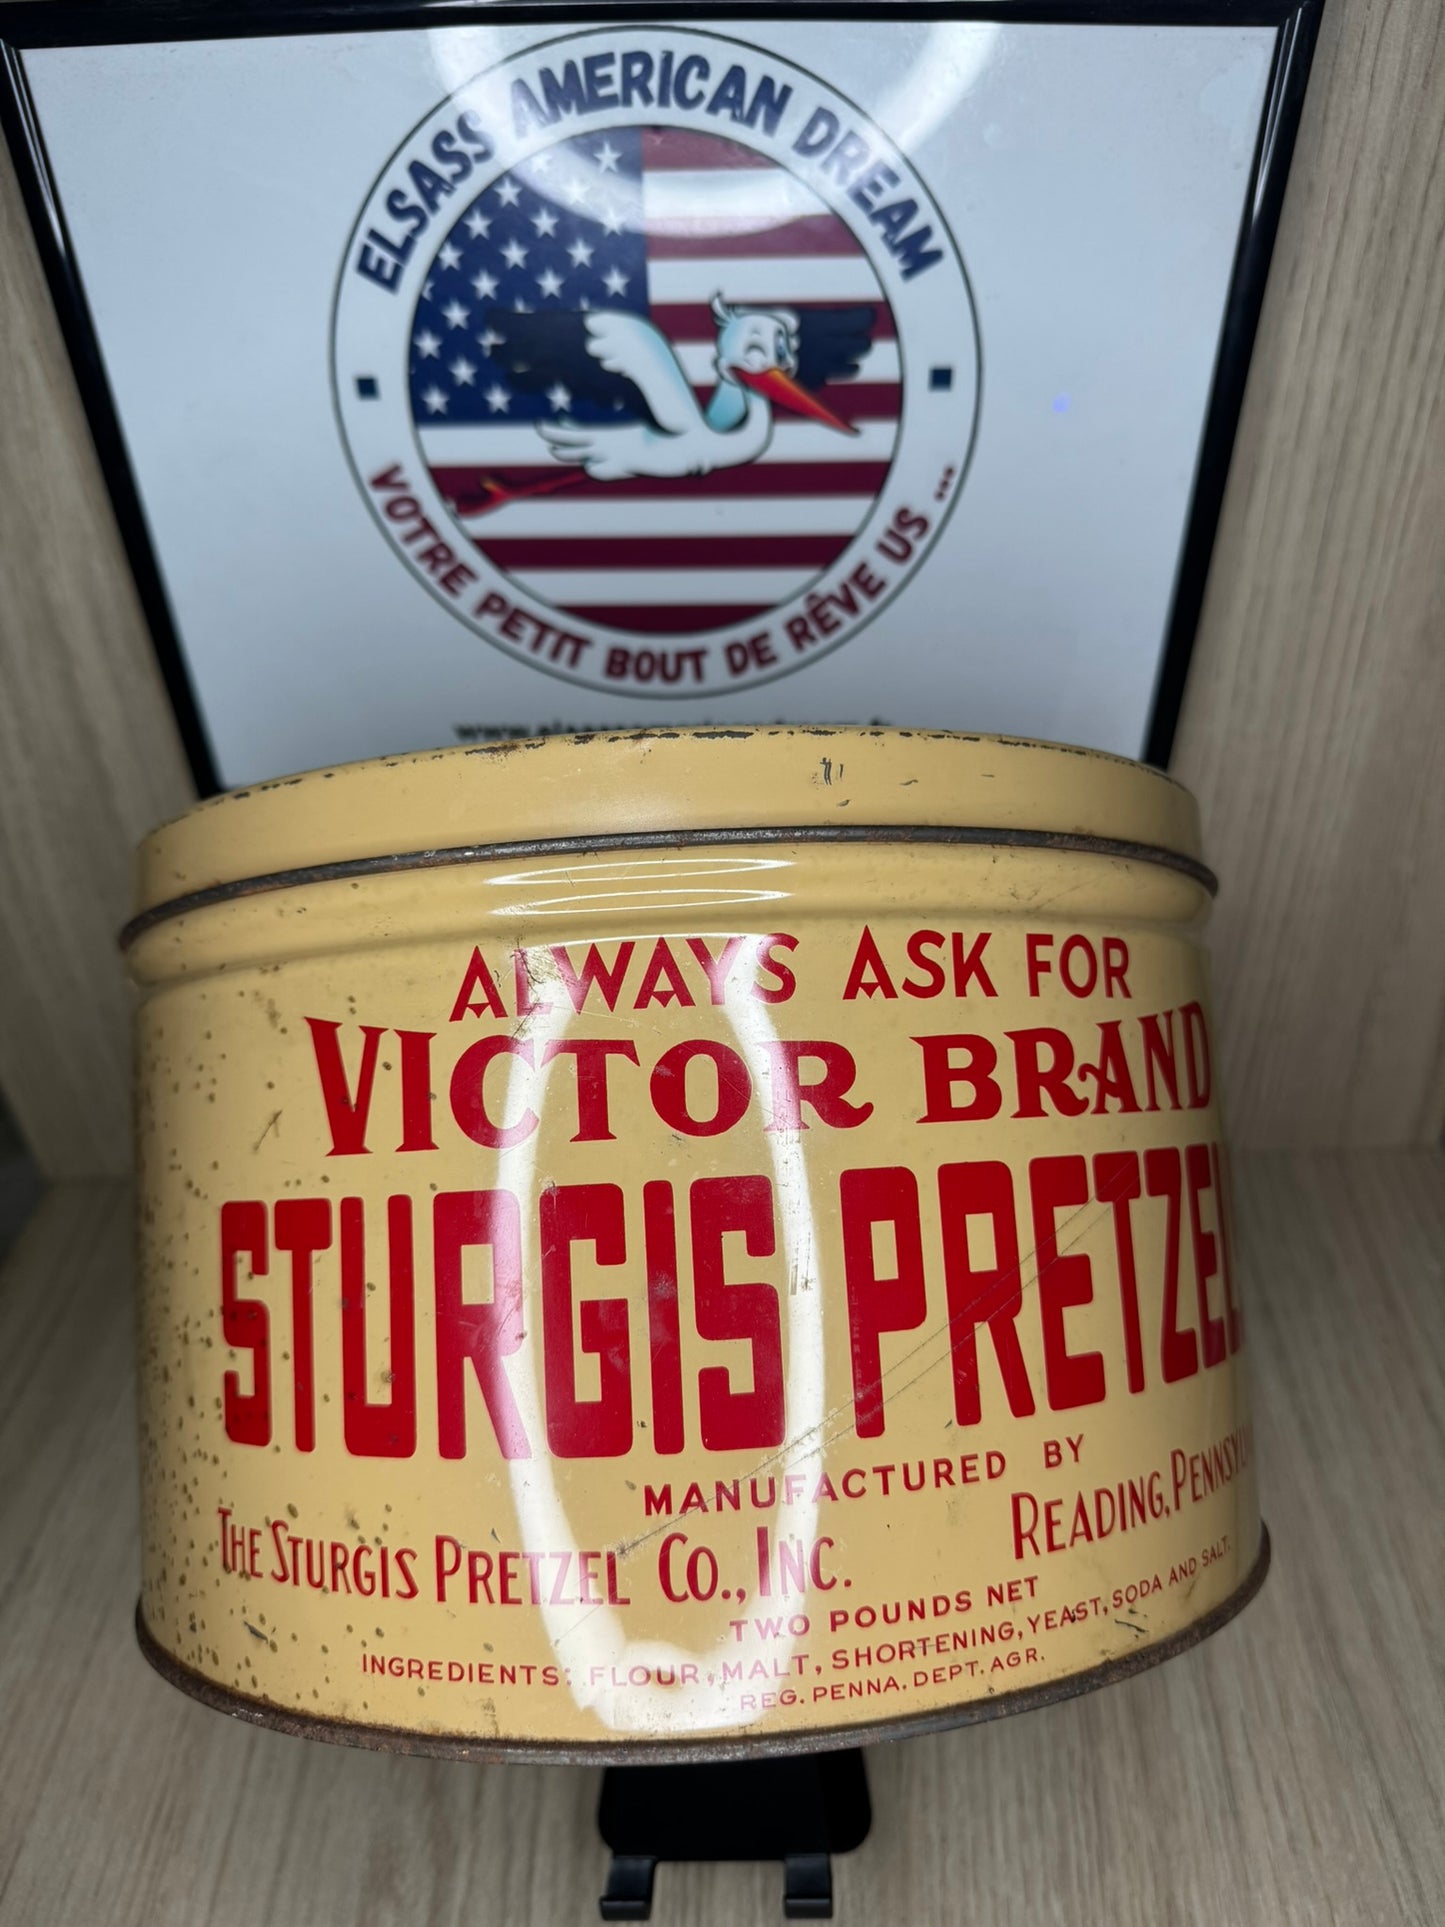 ELSASS AMERICAN DREAM
VOTRE PETIT BOUT DE RÊVE US ...
ALWAYS ASK FOR
VICTOR BRAND
STURGIS PRETZEL
MANUFACTURED BY
THE STURGIS PRETZEL CO., INC. READING, PENNSYLV
TWO POUNDS NET
INGREDIENTS: FLOUR, MALT, SHORTENING, YEAST, SODA AND SALT.
REG. PENNA. DEPT. AGR.